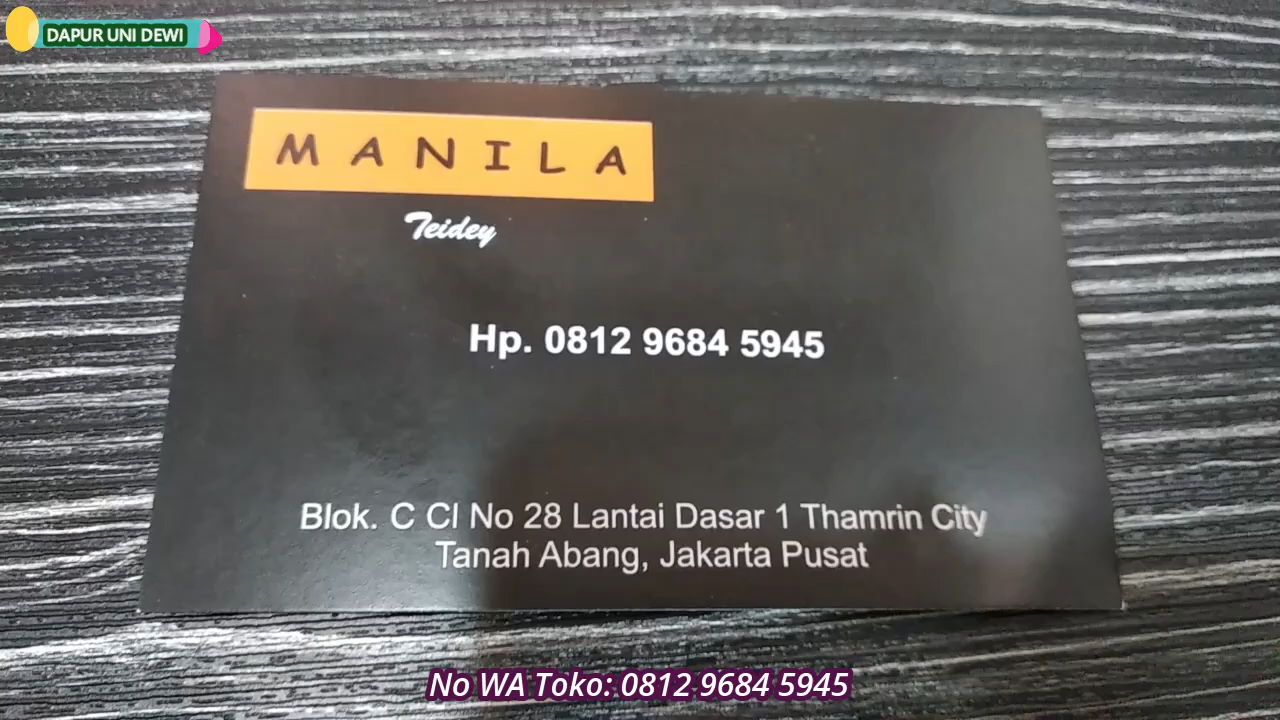 DAPUR UNI DEWI
MANILA
Teidey
Hp. 0812 9684 5945
Blok. C Cl No 28 Lantai Dasar 1 Thamrin City
Tanah Abang, Jakarta Pusat
No WA Toko: 0812 9684 5945